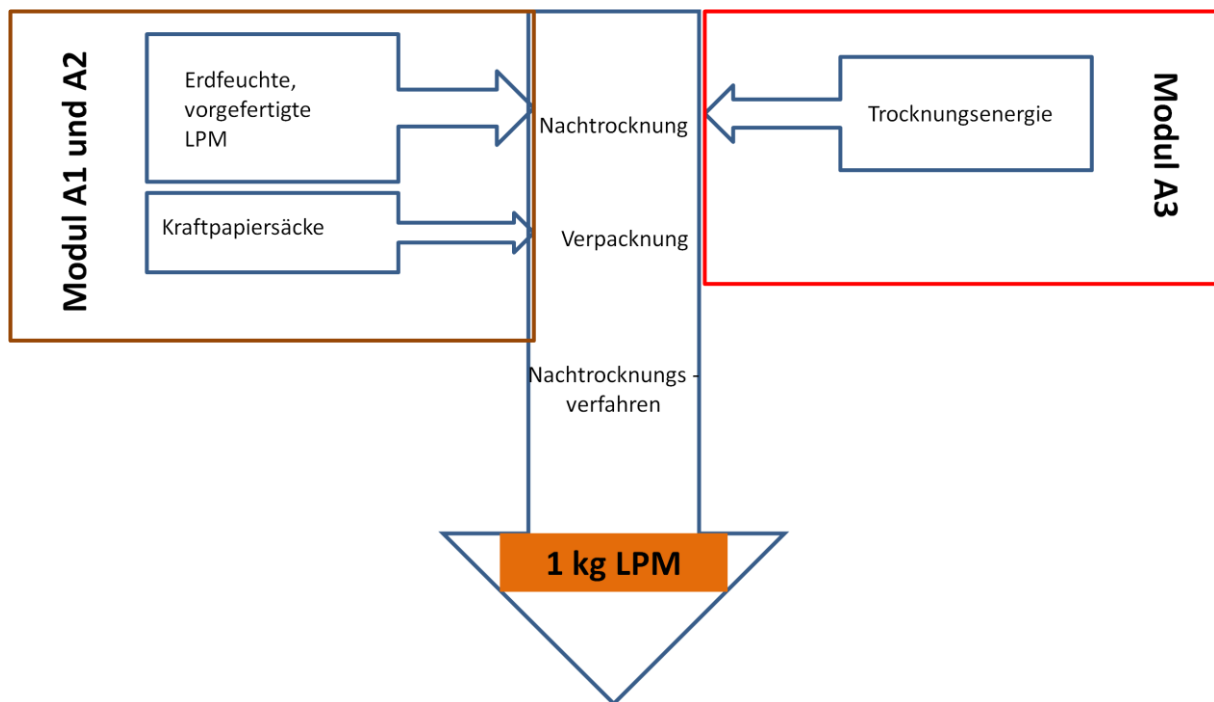 Modul A1 und A2
Erdfeuchte,
vorgefertigte
LPM
Kraftpapiersäcke
Nachtrocknung
Verpacknung
Nachtrocknungs -
verfahren
1 kg LPM
Trocknungsenergie
Modul A3